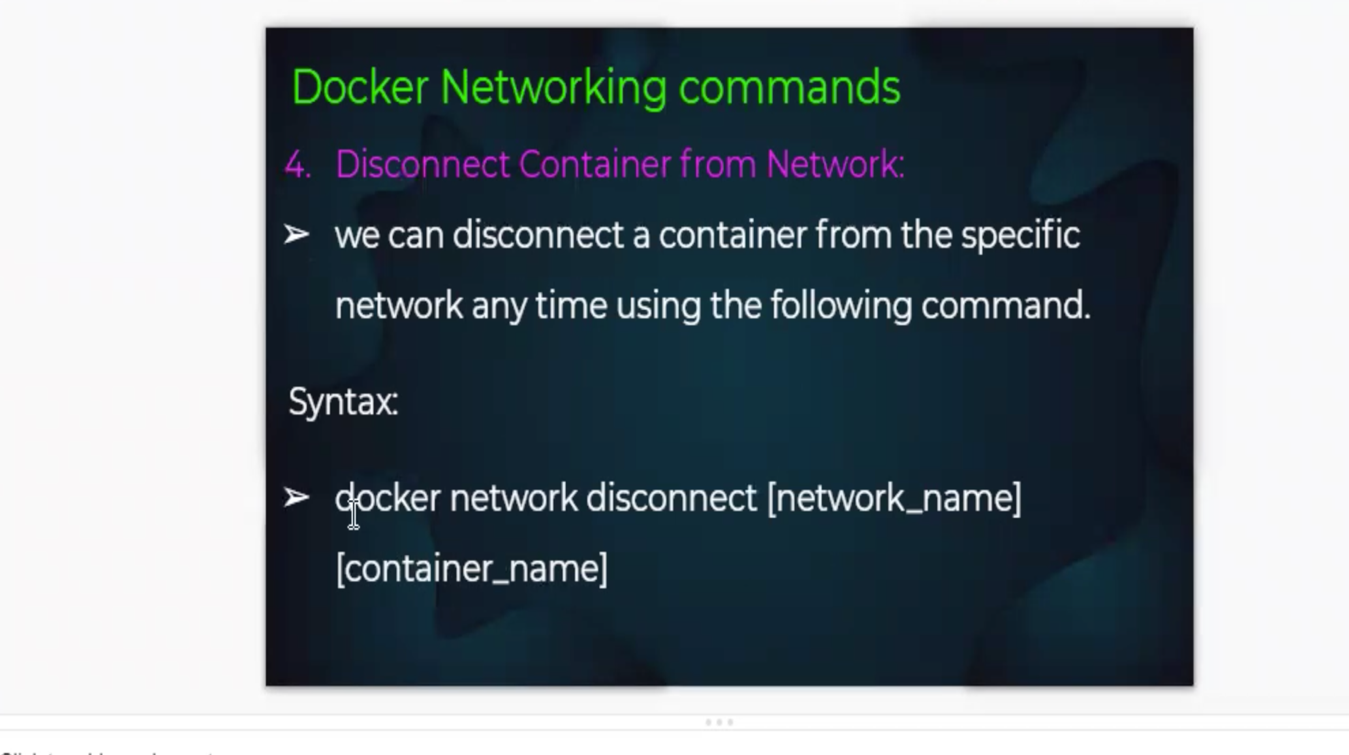 Docker Networking commands
4. Disconnect Container from Network:
➢ we can disconnect a container from the specific
network any time using the following command.
Syntax:
➢ docker network disconnect [network_name]
[container_name]